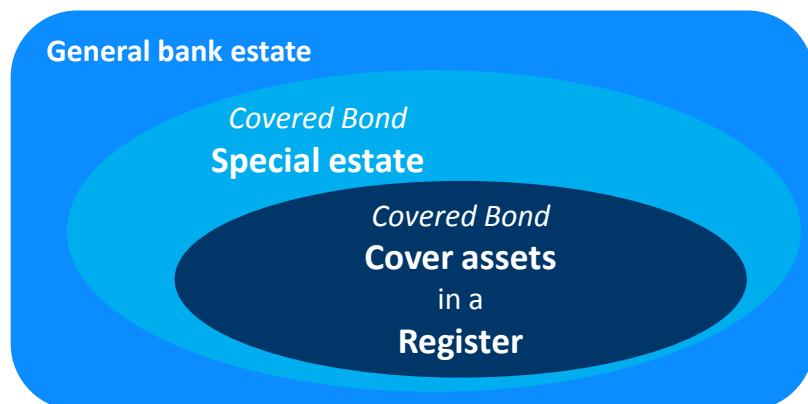 General bank estate
Covered Bond
Special estate
Covered Bond
Cover assets
in a
Register